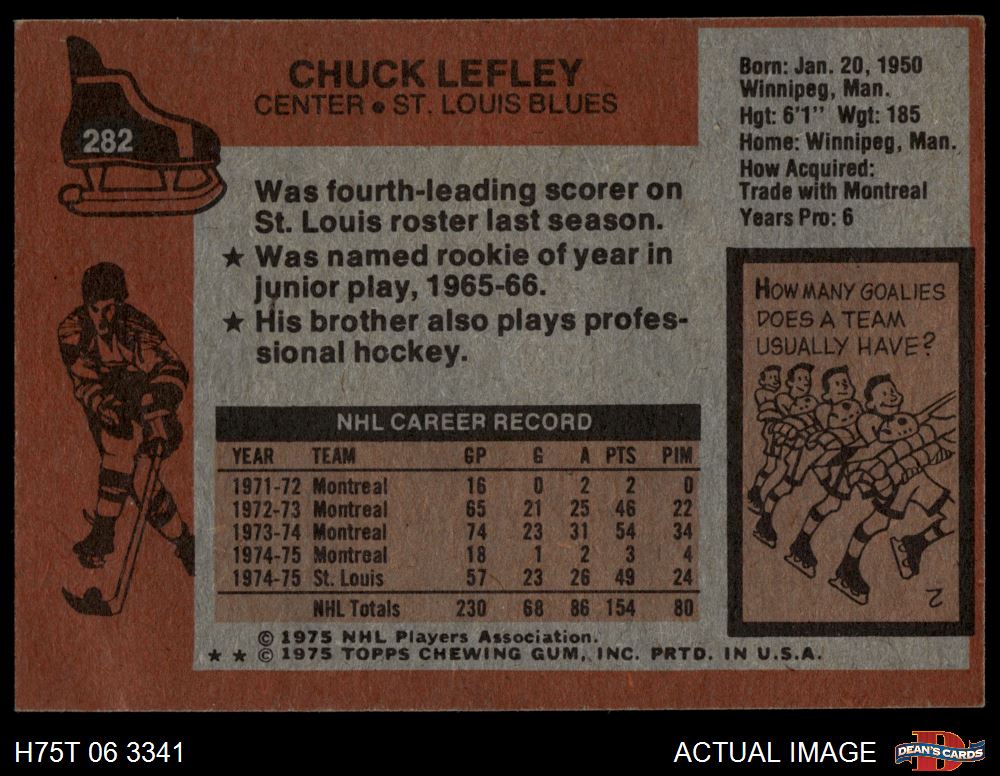 282
CHUCK LEFLEY
CENTER • ST. LOUIS BLUES
Born: Jan. 20, 1950
Winnipeg, Man.
Hgt: 6'1" Wgt: 185
Home: Winnipeg, Man.
How Acquired:
Trade with Montreal
Years Pro: 6
Was fourth-leading scorer on
St. Louis roster last season.
★ Was named rookie of year in
junior play, 1965-66.
★ His brother also plays profes-
sional hockey.
HOW MANY GOALIES
DOES A TEAM
USUALLY HAVE?
2
NHL CAREER RECORD
YEAR TEAM GP G A PTS PIM
1971-72 Montreal 16 0 2 2 0
1972-73 Montreal 65 21 25 46 22
1973-74 Montreal 74 23 31 54 34
1974-75 Montreal 18 1 2 3 4
1974-75 St. Louis 57 23 26 49 24
NHL Totals 230 68 86 154 80
© 1975 NHL Players Association.
★ ★ © 1975 TOPPS CHEWING GUM, INC. PRTD. IN U.S.A.
H75T 06 3341
ACTUAL IMAGE
DEAN'S CARDS